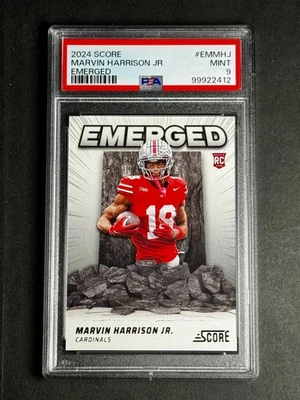 2024 SCORE #EMMHJ
MARVIN HARRISON JR. MINT
EMERGED 9
PSA 99922412
EMERGED
RC
18
MARVIN HARRISON JR.
CARDINALS
SCORE